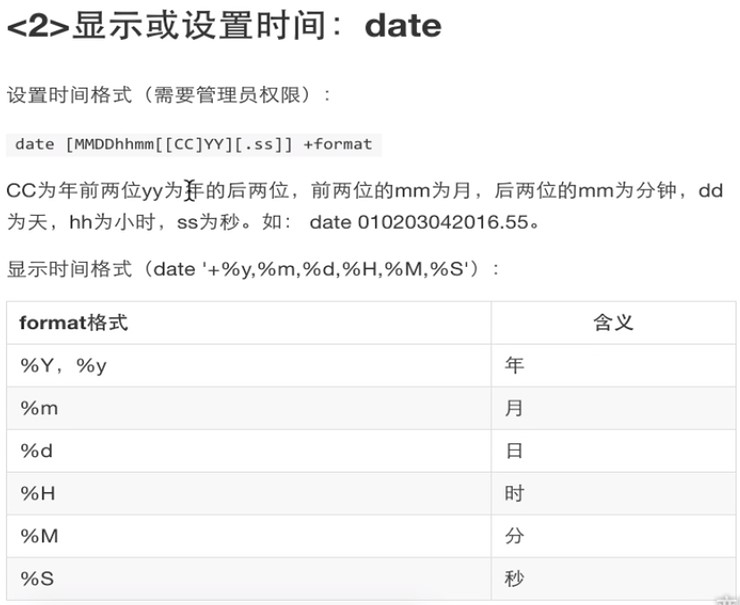 <2>显示或设置时间：date
设置时间格式（需要管理员权限）：
date [MMDDhhmm[[CC]YY][.ss]] +format
CC为年前两位yy为年的后两位，前两位的mm为月，后两位的mm为分钟，dd
为天，hh为小时，ss为秒。如： date 010203042016.55。
显示时间格式（date '+%y,%m,%d,%H,%M,%S'）：
format格式 含义
%Y，%y 年
%m 月
%d 日
%H 时
%M 分
%S 秒